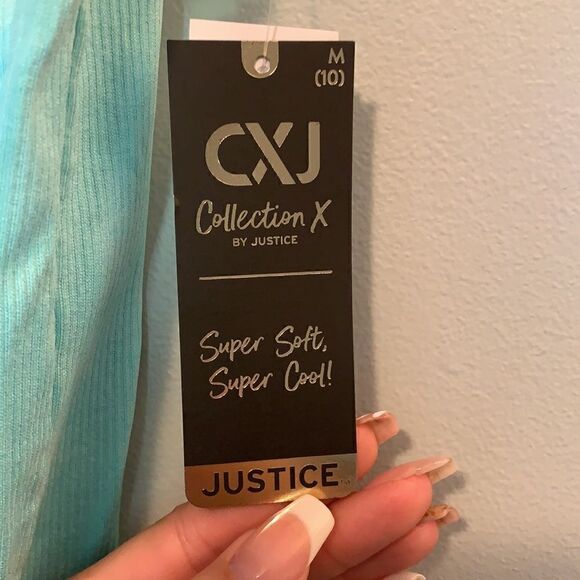 M
(10)
CXJ
Collection X
BY JUSTICE
Super Soft,
Super Cool!
JUSTICE